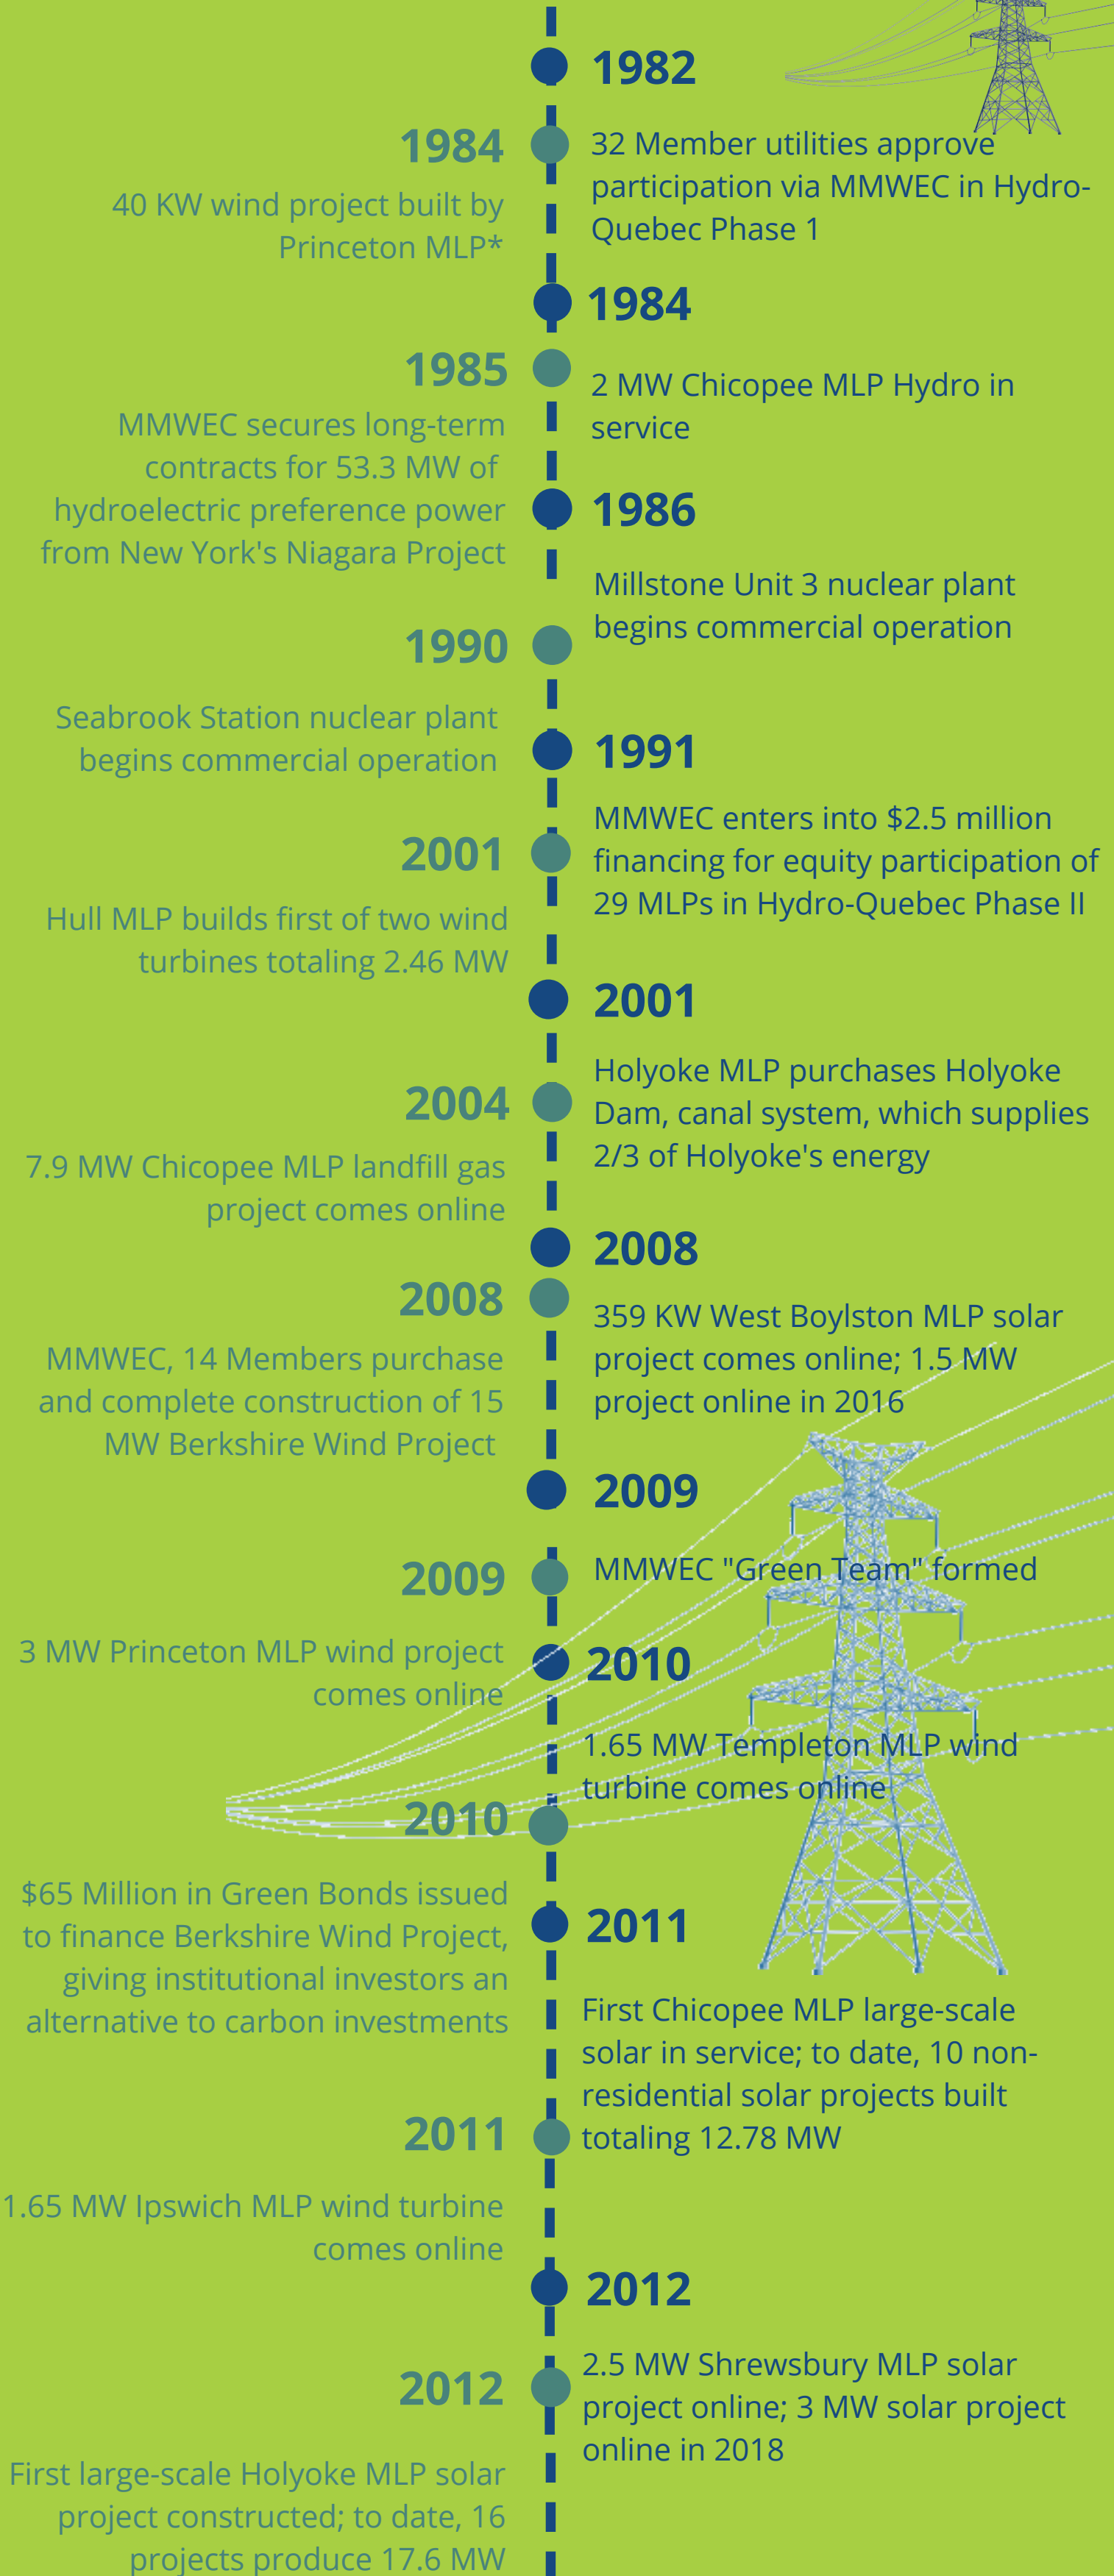 1982
32 Member utilities approve
participation via MMWEC in Hydro-
Quebec Phase 1
1984
40 KW wind project built by
Princeton MLP*
1984
2 MW Chicopee MLP Hydro in
service
1985
MMWEC secures long-term
contracts for 53.3 MW of
hydroelectric preference power
from New York's Niagara Project
1986
Millstone Unit 3 nuclear plant
begins commercial operation
1990
Seabrook Station nuclear plant
begins commercial operation
1991
MMWEC enters into $2.5 million
financing for equity participation of
29 MLPs in Hydro-Quebec Phase II
2001
Hull MLP builds first of two wind
turbines totaling 2.46 MW
2001
Holyoke MLP purchases Holyoke
Dam, canal system, which supplies
2/3 of Holyoke's energy
2004
7.9 MW Chicopee MLP landfill gas
project comes online
2008
359 KW West Boylston MLP solar
project comes online; 1.5 MW
project online in 2016
2008
MMWEC, 14 Members purchase
and complete construction of 15
MW Berkshire Wind Project
2009
MMWEC "Green Team" formed
2009
3 MW Princeton MLP wind project
comes online
2010
1.65 MW Templeton MLP wind
turbine comes online
2010
$65 Million in Green Bonds issued
to finance Berkshire Wind Project,
giving institutional investors an
alternative to carbon investments
2011
First Chicopee MLP large-scale
solar in service; to date, 10 non-
residential solar projects built
totaling 12.78 MW
2011
1.65 MW Ipswich MLP wind turbine
comes online
2012
2.5 MW Shrewsbury MLP solar
project online; 3 MW solar project
online in 2018
2012
First large-scale Holyoke MLP solar
project constructed; to date, 16
projects produce 17.6 MW